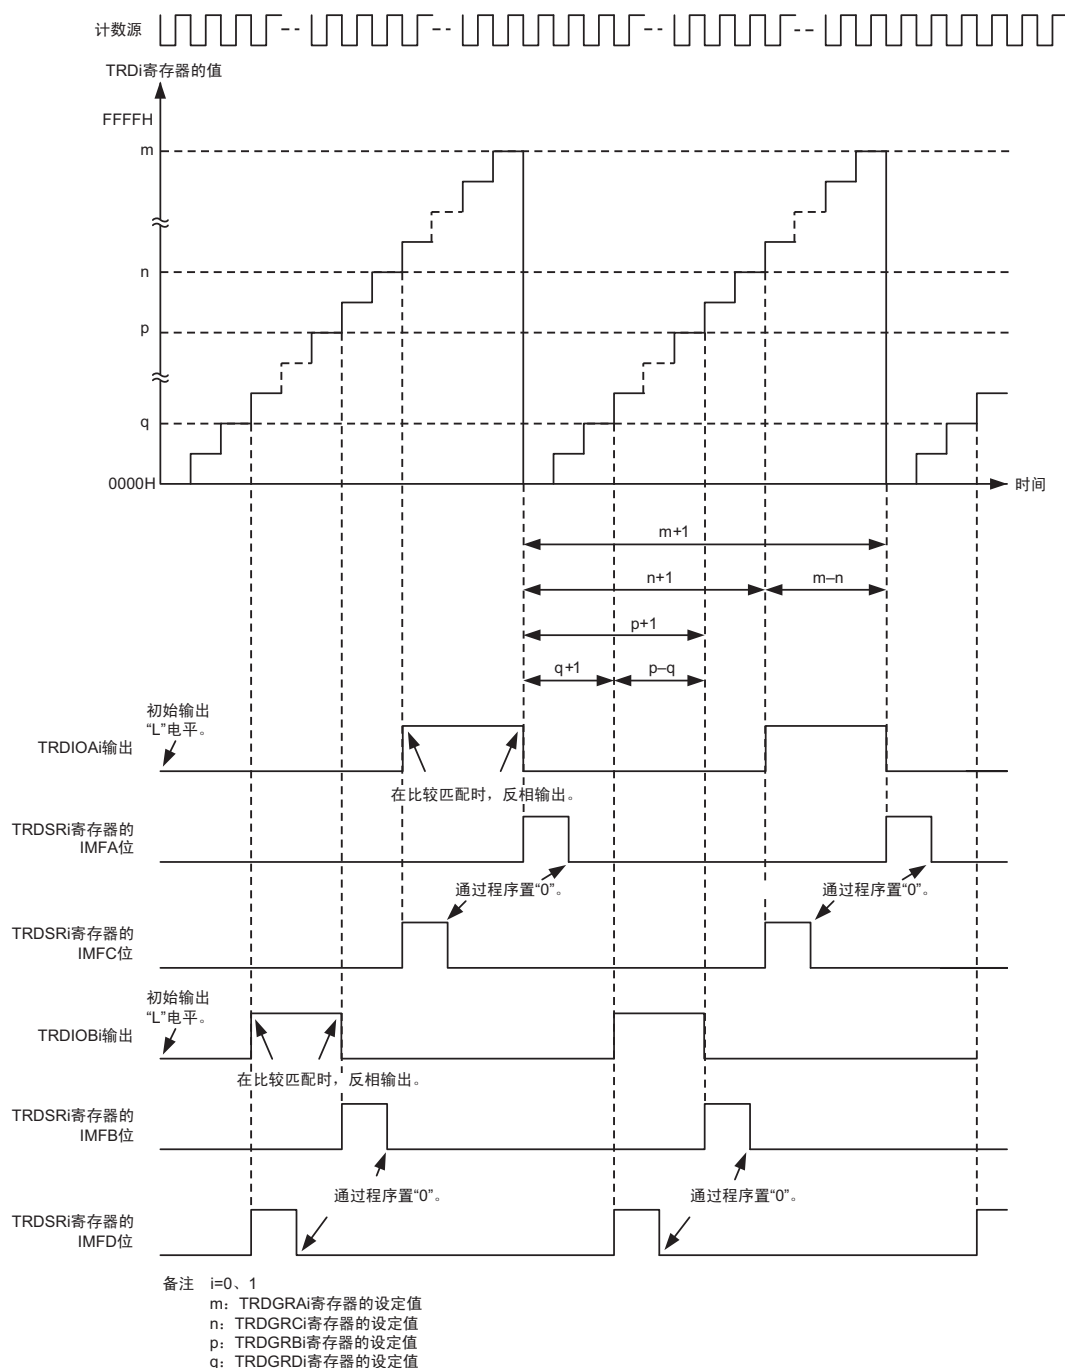 计数源
TRDi寄存器的值
FFFFH
m
n
p
q
0000H
时间
m+1
n+1
m–n
p+1
q+1
p–q
初始输出
“L”电平。
TRDIOAi输出
在比较匹配时，反相输出。
TRDSRi寄存器的
IMFA位
通过程序置“0”。
通过程序置“0”。
TRDSRi寄存器的
IMFC位
初始输出
“L”电平。
TRDIOBi输出
在比较匹配时，反相输出。
TRDSRi寄存器的
IMFB位
通过程序置“0”。
通过程序置“0”。
TRDSRi寄存器的
IMFD位
备注 i=0、1
m：TRDGRAi寄存器的设定值
n：TRDGRCi寄存器的设定值
p：TRDGRBi寄存器的设定值
q：TRDGRDi寄存器的设定值